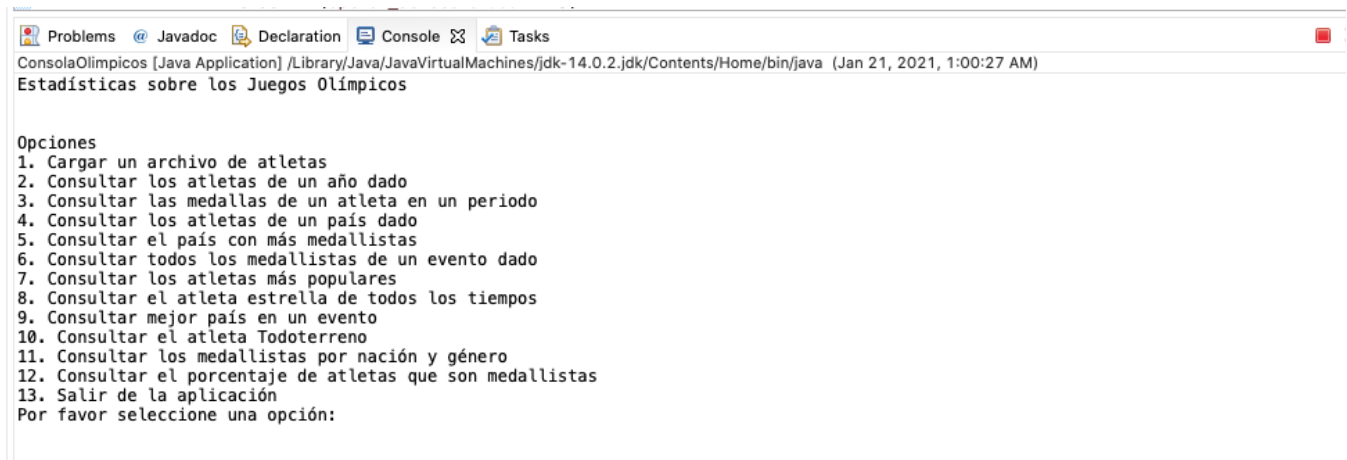 Problems @ Javadoc Declaration Console Tasks
ConsolaOlimpicos [Java Application] /Library/Java/JavaVirtualMachines/jdk-14.0.2.jdk/Contents/Home/bin/java (Jan 21, 2021, 1:00:27 AM)
Estadísticas sobre los Juegos Olímpicos
Opciones
1. Cargar un archivo de atletas
2. Consultar los atletas de un año dado
3. Consultar las medallas de un atleta en un periodo
4. Consultar los atletas de un país dado
5. Consultar el país con más medallistas
6. Consultar todos los medallistas de un evento dado
7. Consultar los atletas más populares
8. Consultar el atleta estrella de todos los tiempos
9. Consultar mejor país en un evento
10. Consultar el atleta Todoterreno
11. Consultar los medallistas por nación y género
12. Consultar el porcentaje de atletas que son medallistas
13. Salir de la aplicación
Por favor seleccione una opción: